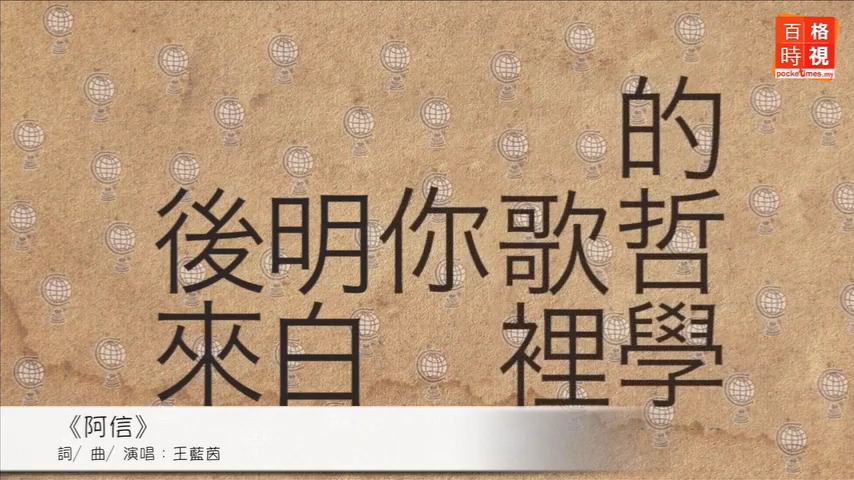 後來
明白
你
歌裡
的哲學
《阿信》
詞/ 曲/ 演唱：王藍茵
百格
時視
pocketimes.my